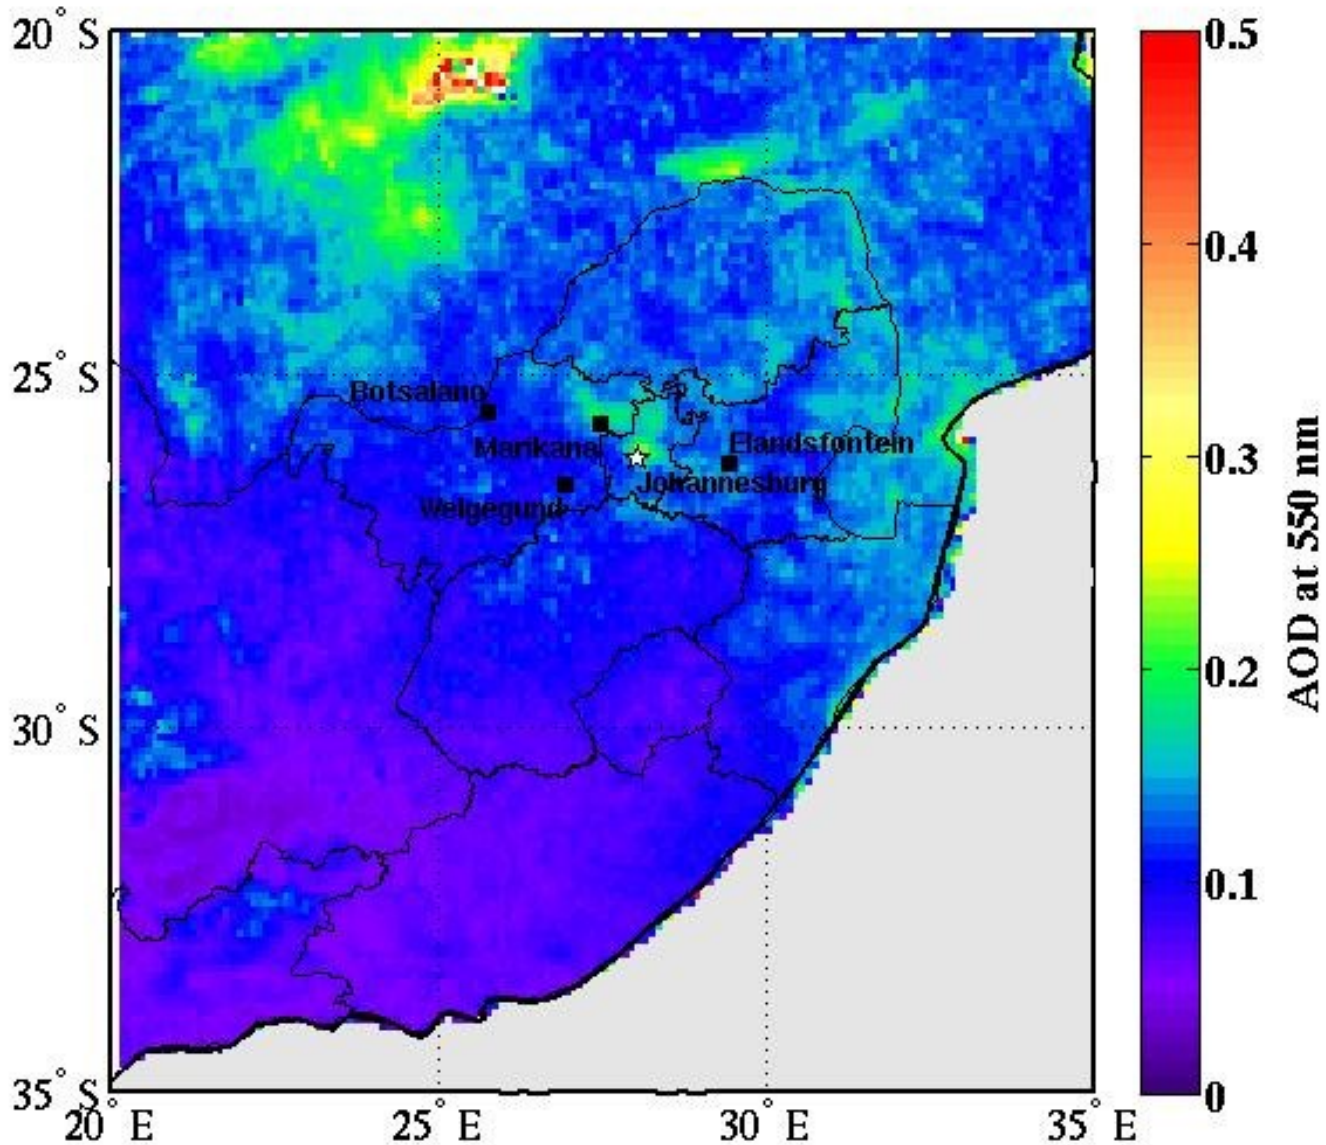 20° S
0.5
0.4
25° S
Botsalano
Marikana
Elandsfontein
0.3
Johannesburg
Welgegund
AOD at 550 nm
0.2
30° S
0.1
35° S
0
20° E
25° E
30° E
35° E